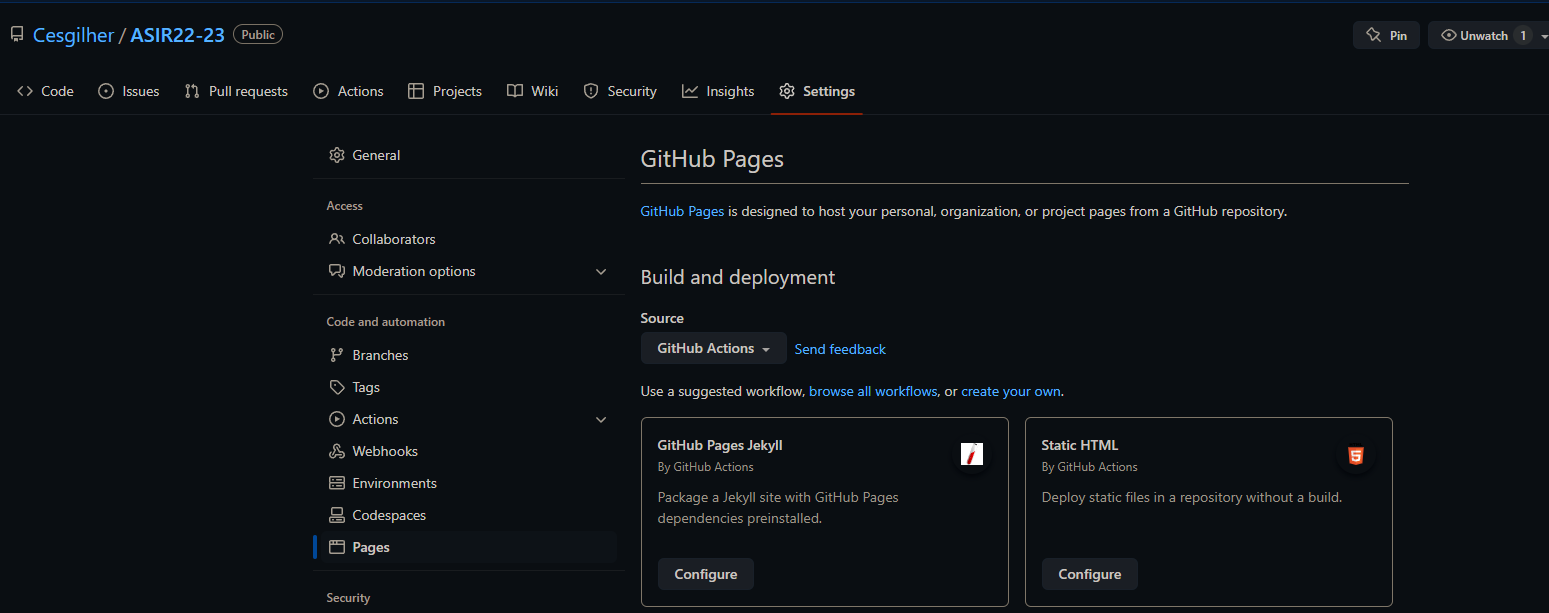 Cesgilher / ASIR22-23 Public
Pin
Unwatch 1
Code
Issues
Pull requests
Actions
Projects
Wiki
Security
Insights
Settings
General
Access
Collaborators
Moderation options
Code and automation
Branches
Tags
Actions
Webhooks
Environments
Codespaces
Pages
Security
GitHub Pages
GitHub Pages is designed to host your personal, organization, or project pages from a GitHub repository.
Build and deployment
Source
GitHub Actions
Send feedback
Use a suggested workflow, browse all workflows, or create your own.
GitHub Pages Jekyll
By GitHub Actions
Package a Jekyll site with GitHub Pages
dependencies preinstalled.
Configure
Static HTML
By GitHub Actions
Deploy static files in a repository without a build.
Configure